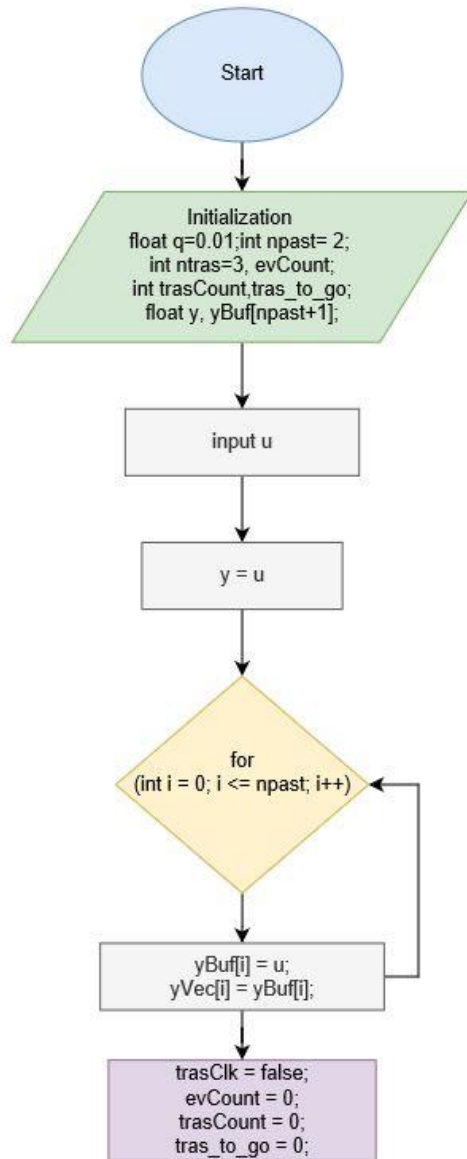 Start
Initialization
float q=0.01;int npast= 2;
int ntras=3, evCount;
int trasCount,tras_to_go;
float y, yBuf[npast+1];
input u
y = u
for
(int i = 0; i <= npast; i++)
yBuf[i] = u;
yVec[i] = yBuf[i];
trasClk = false;
evCount = 0;
trasCount = 0;
tras_to_go = 0;